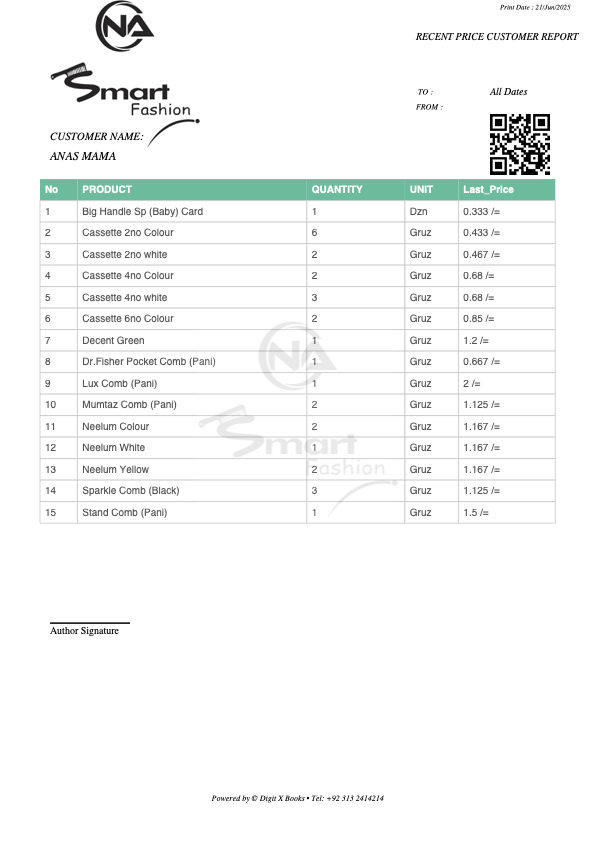 Print Date : 21/Jun/2025
NA
RECENT PRICE CUSTOMER REPORT
Smart
Fashion
TO : All Dates
FROM :
CUSTOMER NAME:
ANAS MAMA
No PRODUCT QUANTITY UNIT Last_Price
1 Big Handle Sp (Baby) Card 1 Dzn 0.333 /=
2 Cassette 2no Colour 6 Gruz 0.433 /=
3 Cassette 2no white 2 Gruz 0.467 /=
4 Cassette 4no Colour 2 Gruz 0.68 /=
5 Cassette 4no white 3 Gruz 0.68 /=
6 Cassette 6no Colour 2 Gruz 0.85 /=
7 Decent Green 1 Gruz 1.2 /=
8 Dr.Fisher Pocket Comb (Pani) 1 Gruz 0.667 /=
9 Lux Comb (Pani) 1 Gruz 2 /=
10 Mumtaz Comb (Pani) 2 Gruz 1.125 /=
11 Neelum Colour 2 Gruz 1.167 /=
12 Neelum White 1 Gruz 1.167 /=
13 Neelum Yellow 2 Gruz 1.167 /=
14 Sparkle Comb (Black) 3 Gruz 1.125 /=
15 Stand Comb (Pani) 1 Gruz 1.5 /=
NA
Smart
Fashion
Author Signature
Powered by © Digit X Books • Tel: +92 313 2414214